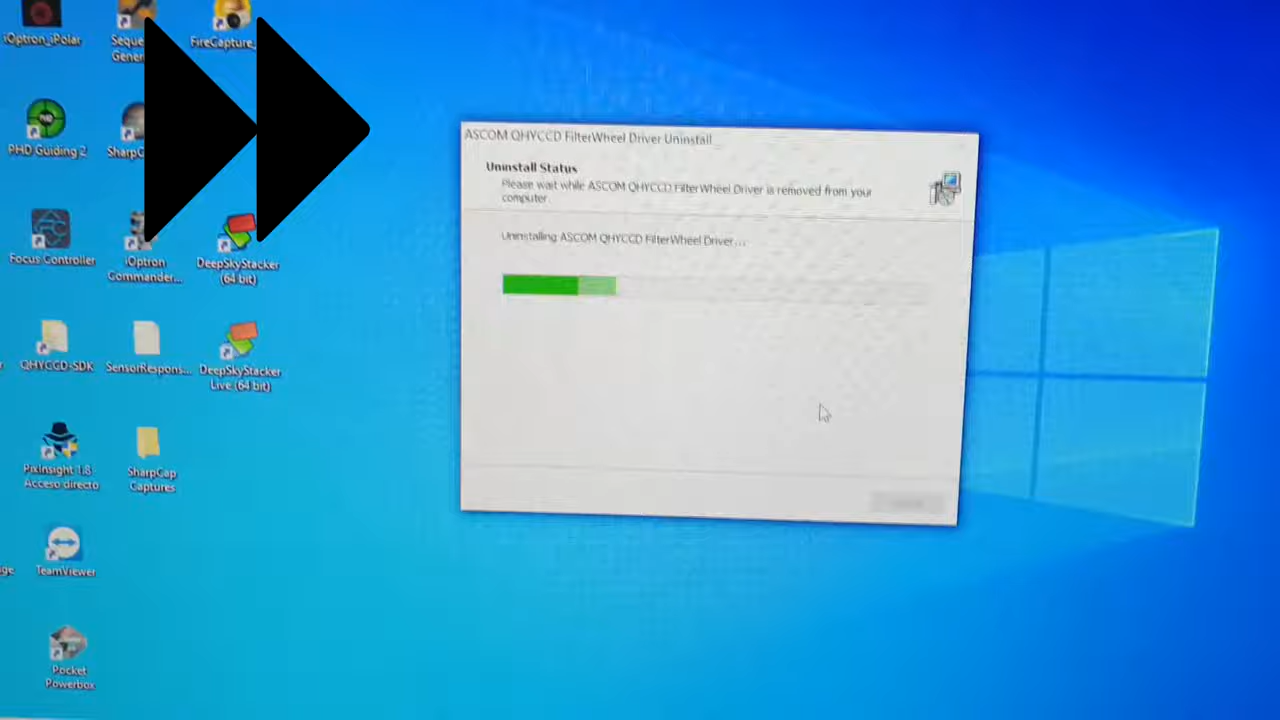 iOptron_iPolar
FireCapture_
PHD Guiding 2
Focus Controller
iOptron
Commander...
DeepSkyStacker
(64 bit)
QHYCCD-SDK
SensorRespons...
DeepSkyStacker
Live (64 bit)
PixInsight 1.8-
Acceso directo
SharpCap
Captures
TeamViewer
Pocket
Powerbox
ASCOM QHYCCD FilterWheel Driver Uninstall
Uninstall Status
Please wait while ASCOM QHYCCD FilterWheel Driver is removed from your
computer.
Uninstalling ASCOM QHYCCD FilterWheel Driver...